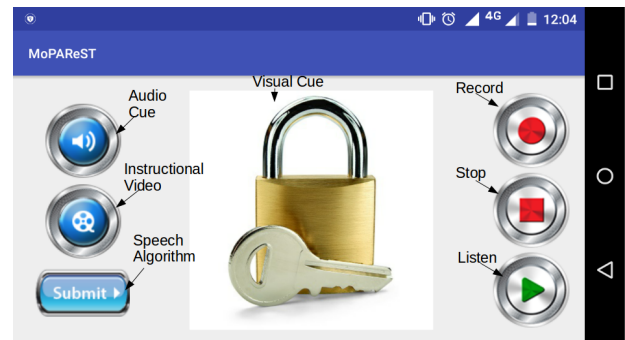 4G 12:04
MoPAReST
Visual Cue
Audio
Cue
Instructional
Video
Speech
Algorithm
Submit
Record
Stop
Listen